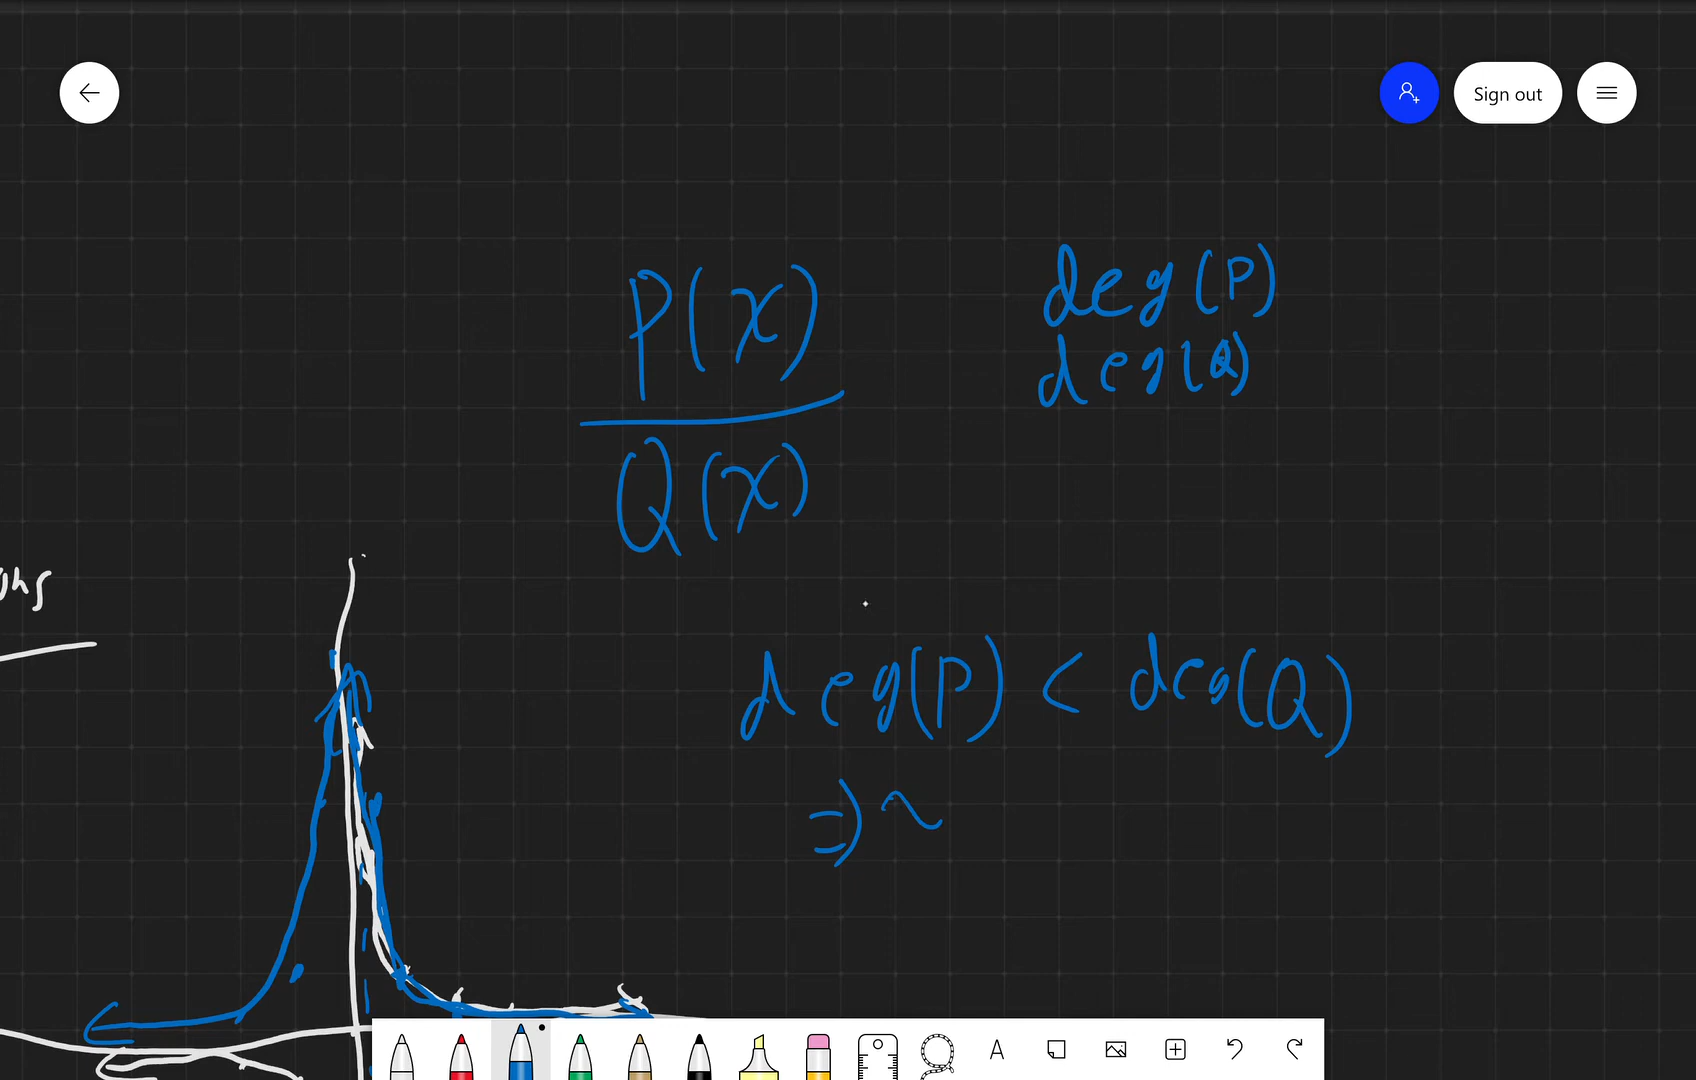 Sign out
P(x)
Q(x)
deg(P)
deg(Q)
deg(P) < deg(Q)
=> ~